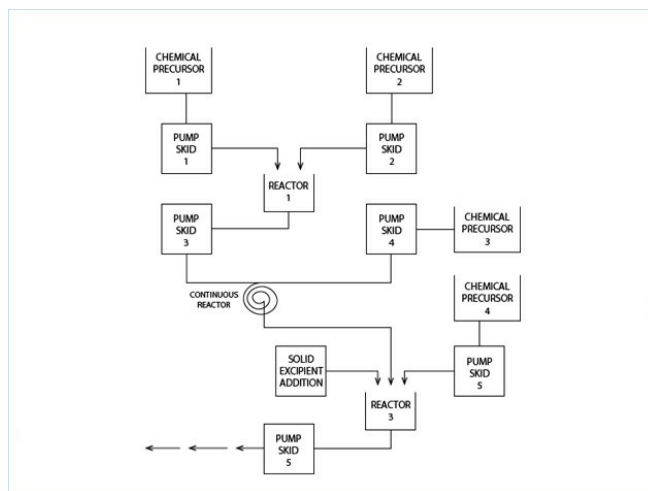 CHEMICAL
PRECURSOR
1
CHEMICAL
PRECURSOR
2
PUMP
SKID
1
PUMP
SKID
2
REACTOR
1
PUMP
SKID
3
PUMP
SKID
4
CHEMICAL
PRECURSOR
3
CONTINUOUS
REACTOR
CHEMICAL
PRECURSOR
4
SOLID
EXCIPIENT
ADDITION
PUMP
SKID
5
REACTOR
3
PUMP
SKID
5